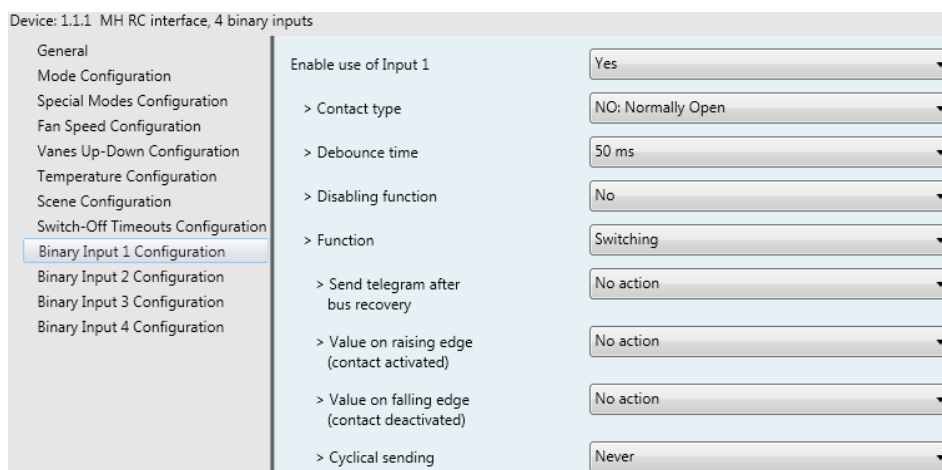 Device: 1.1.1 MH RC interface, 4 binary inputs
General
Mode Configuration
Special Modes Configuration
Fan Speed Configuration
Vanes Up-Down Configuration
Temperature Configuration
Scene Configuration
Switch-Off Timeouts Configuration
Binary Input 1 Configuration
Binary Input 2 Configuration
Binary Input 3 Configuration
Binary Input 4 Configuration
Enable use of Input 1 Yes
> Contact type NO: Normally Open
> Debounce time 50 ms
> Disabling function No
> Function Switching
> Send telegram after No action
bus recovery
> Value on raising edge No action
(contact activated)
> Value on falling edge No action
(contact deactivated)
> Cyclical sending Never